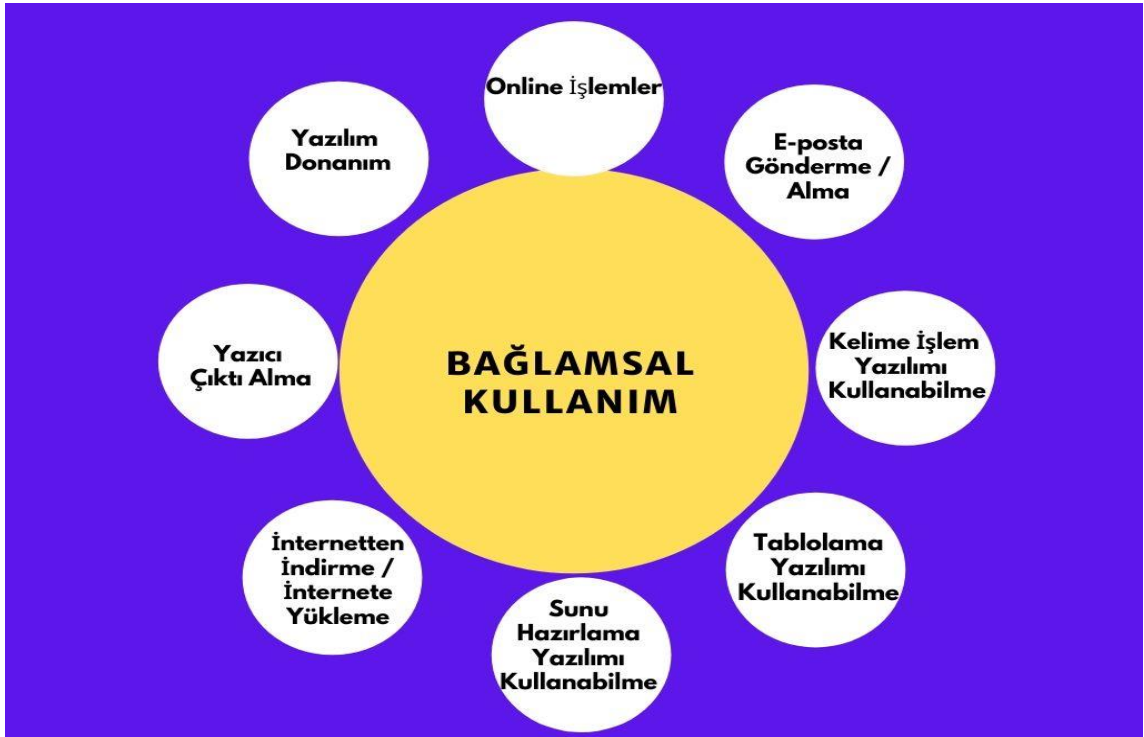 Online İşlemler
E-posta
Gönderme /
Alma
Kelime İşlem
Yazılımı
Kullanabilme
Tablolama
Yazılımı
Kullanabilme
Sunu
Hazırlama
Yazılımı
Kullanabilme
İnternetten
İndirme /
İnternete
Yükleme
Yazıcı
Çıktı Alma
Yazılım
Donanım
BAĞLAMSAL
KULLANIM